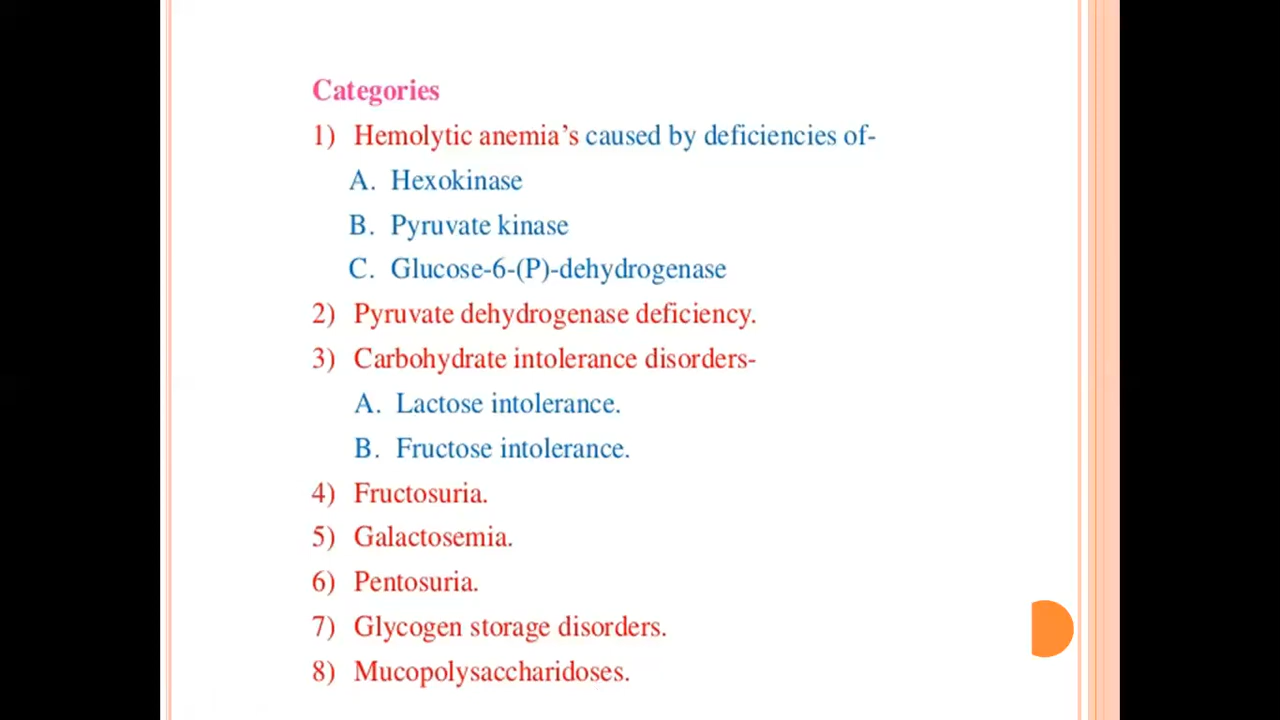 Categories
1) Hemolytic anemia’s caused by deficiencies of-
A. Hexokinase
B. Pyruvate kinase
C. Glucose-6-(P)-dehydrogenase
2) Pyruvate dehydrogenase deficiency.
3) Carbohydrate intolerance disorders-
A. Lactose intolerance.
B. Fructose intolerance.
4) Fructosuria.
5) Galactosemia.
6) Pentosuria.
7) Glycogen storage disorders.
8) Mucopolysaccharidoses.